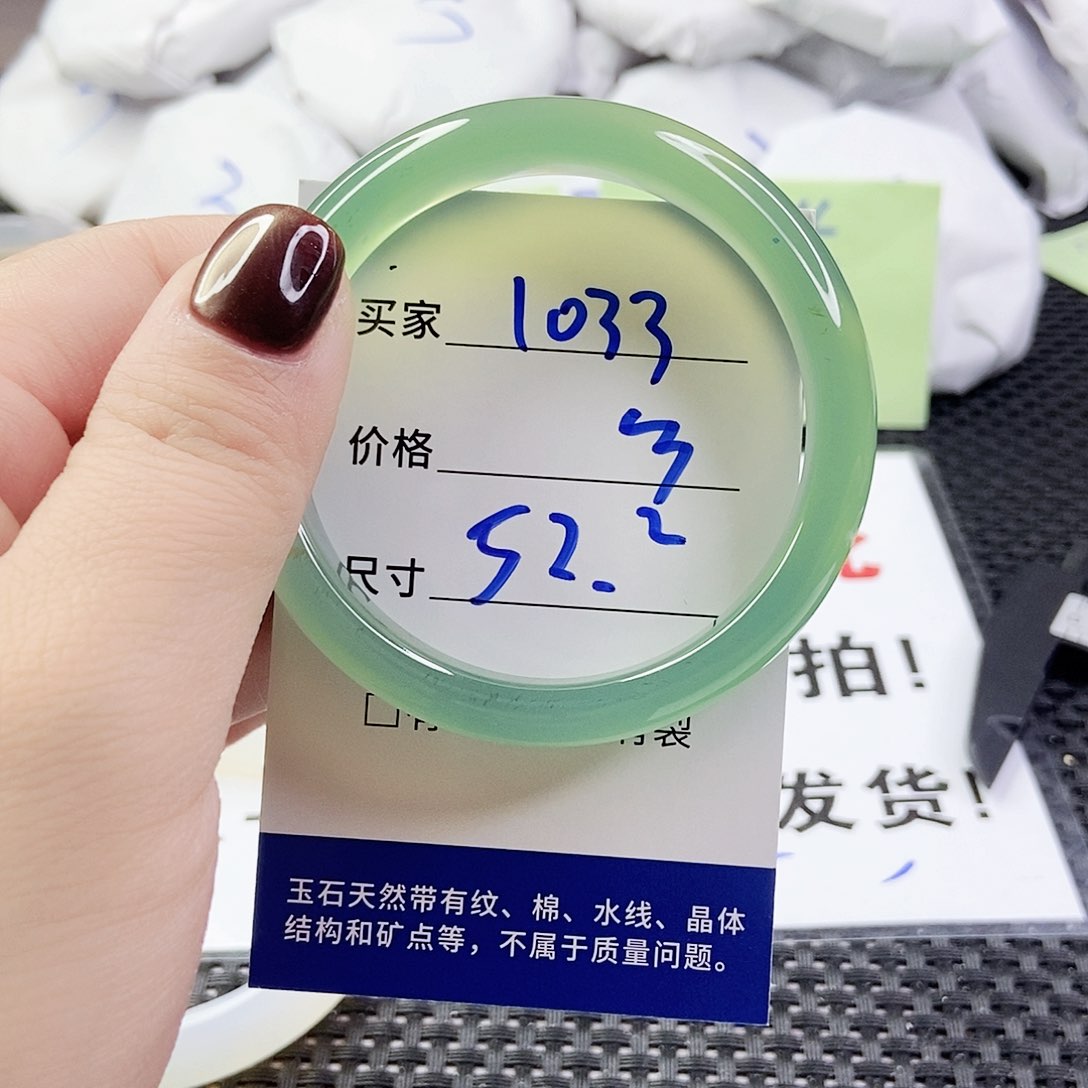 买家 1033
价格 3
尺寸 52.2
玉石天然带有纹、棉、水线、晶体
结构和矿点等，不属于质量问题。
拍！
发货！